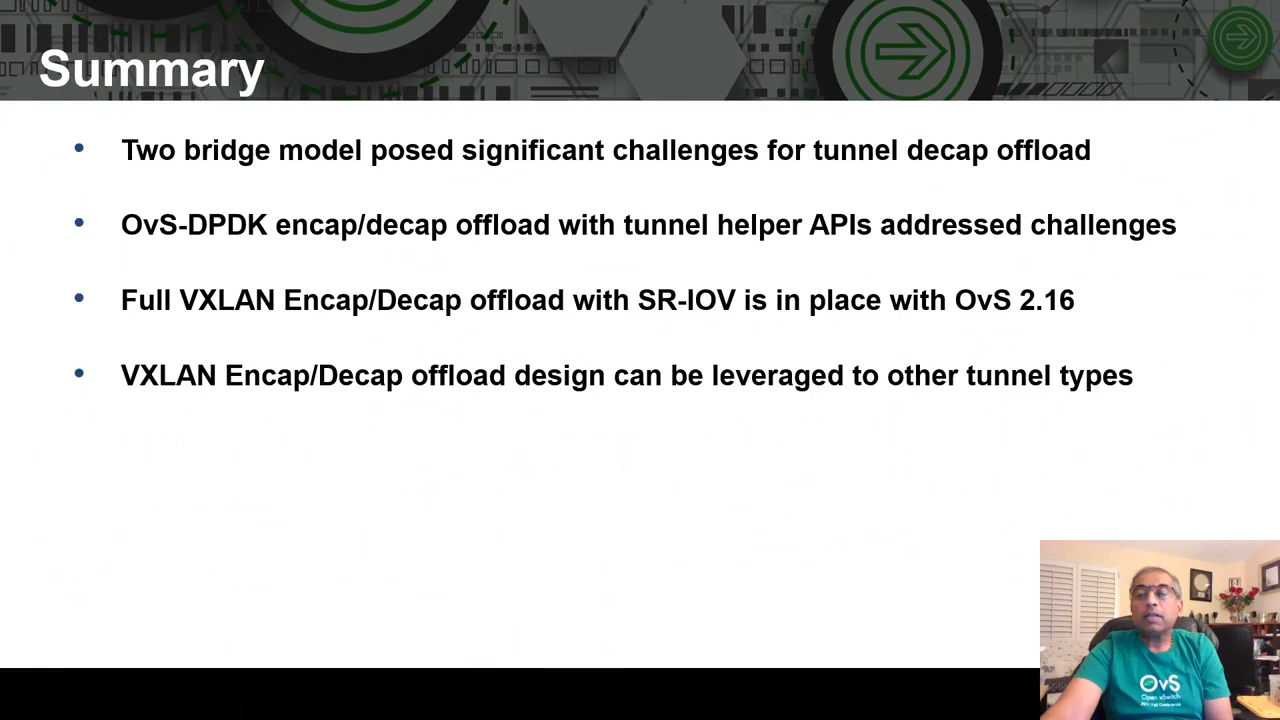 Summary
• Two bridge model posed significant challenges for tunnel decap offload
• OvS-DPDK encap/decap offload with tunnel helper APIs addressed challenges
• Full VXLAN Encap/Decap offload with SR-IOV is in place with OvS 2.16
• VXLAN Encap/Decap offload design can be leveraged to other tunnel types
OvS
Open vSwitch